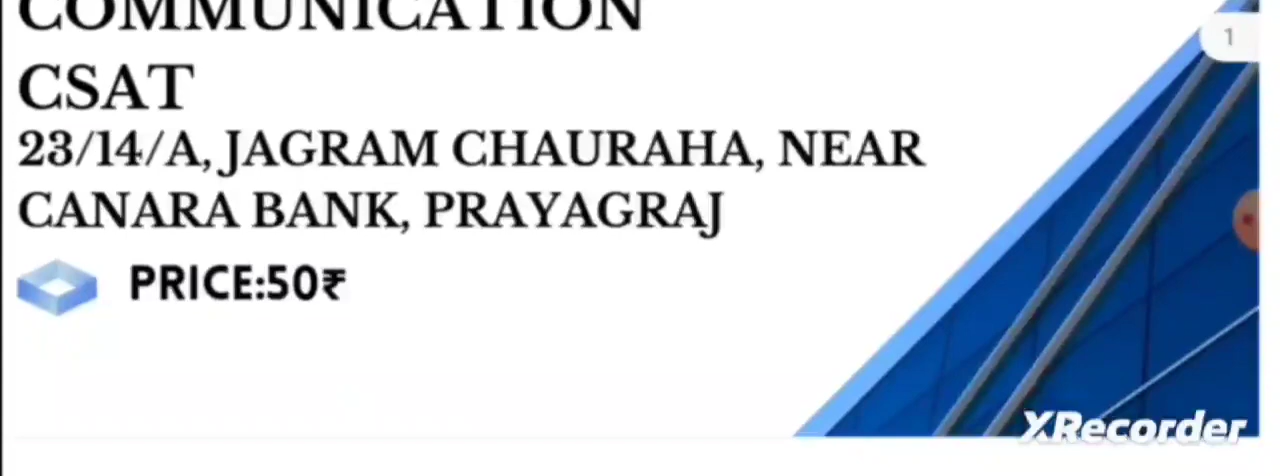 COMMUNICATION
CSAT
23/14/A, JAGRAM CHAURAHA, NEAR
CANARA BANK, PRAYAGRAJ
PRICE:50₹
1
XRecorder